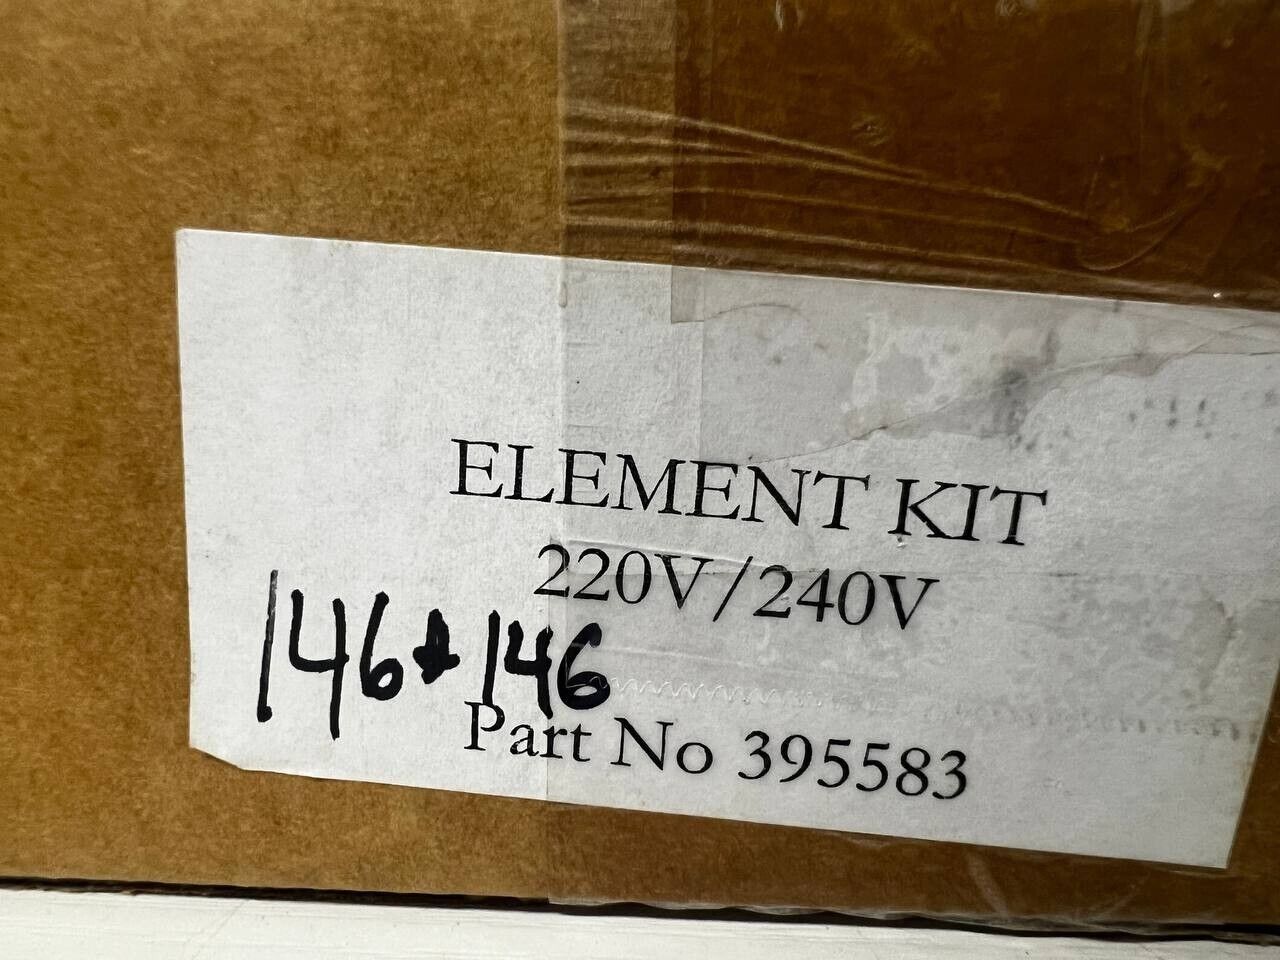 ELEMENT KIT
220V/240V
146+146
Part No 395583